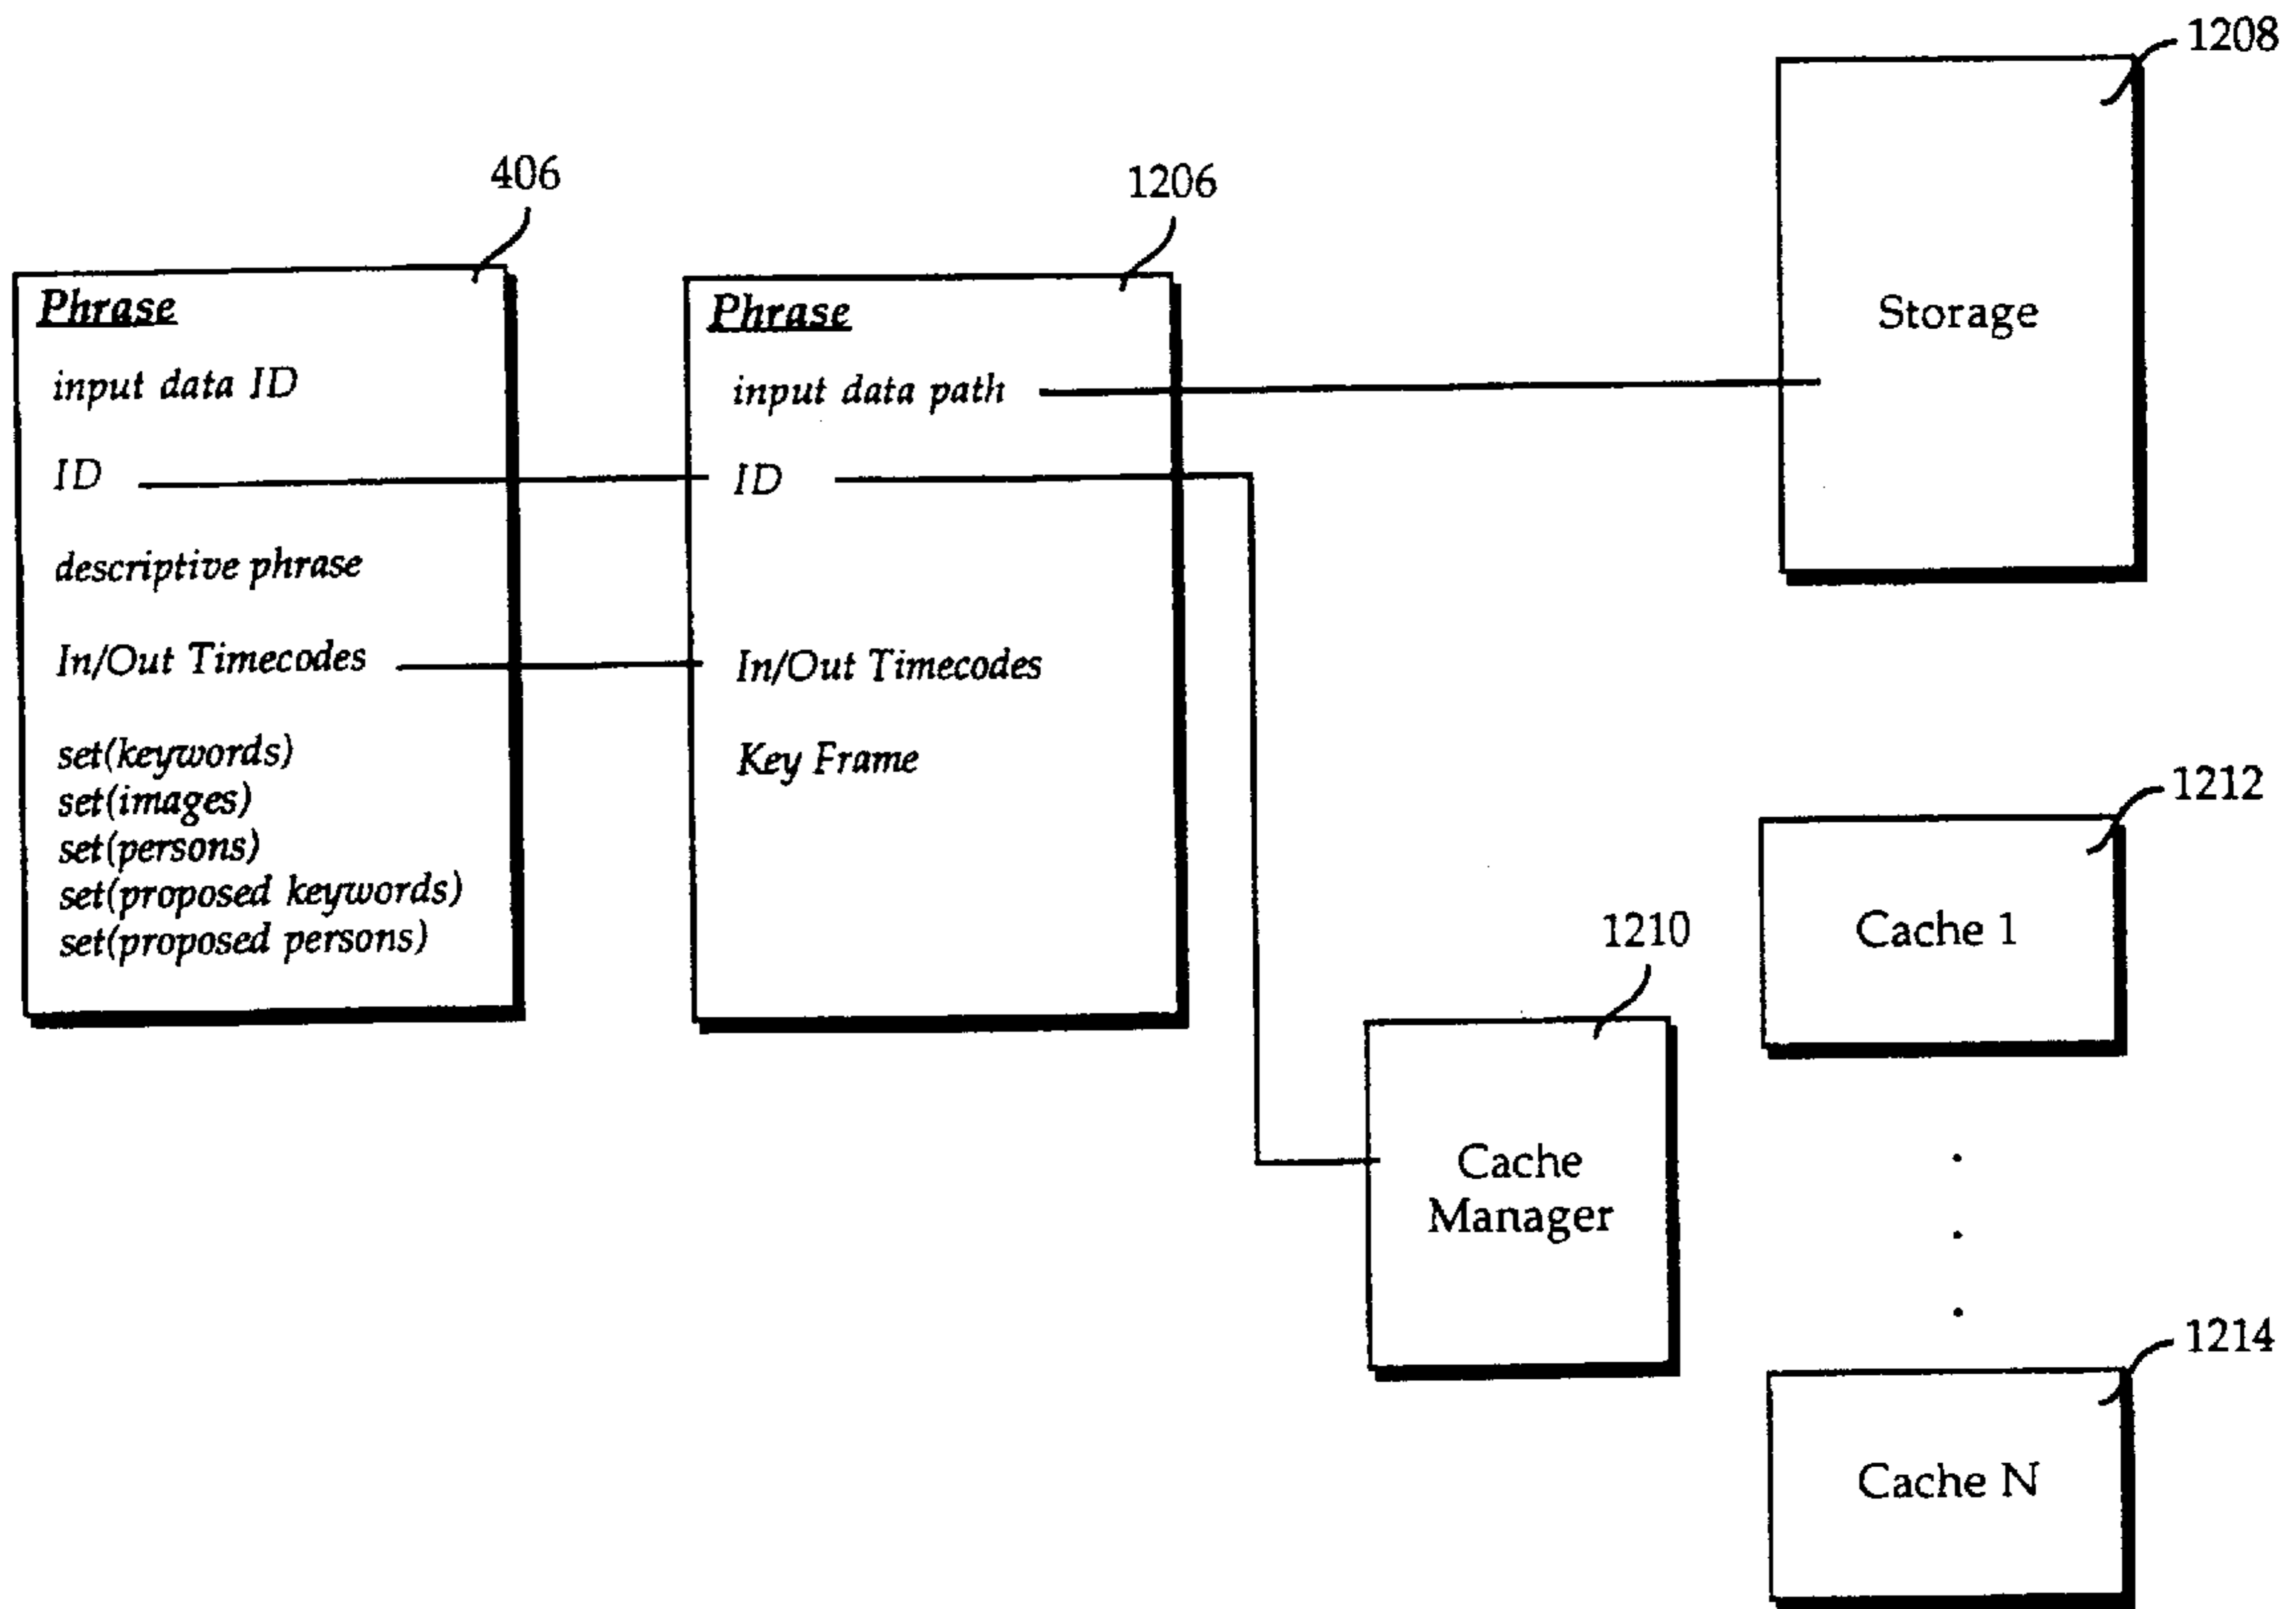 1208
406
1206
Phrase
input data ID
ID
descriptive phrase
In/Out Timecodes
set(keywords)
set(images)
set(persons)
set(proposed keywords)
set(proposed persons)
Phrase
input data path
ID
In/Out Timecodes
Key Frame
Storage
1212
Cache 1
1210
Cache
Manager
1214
Cache N